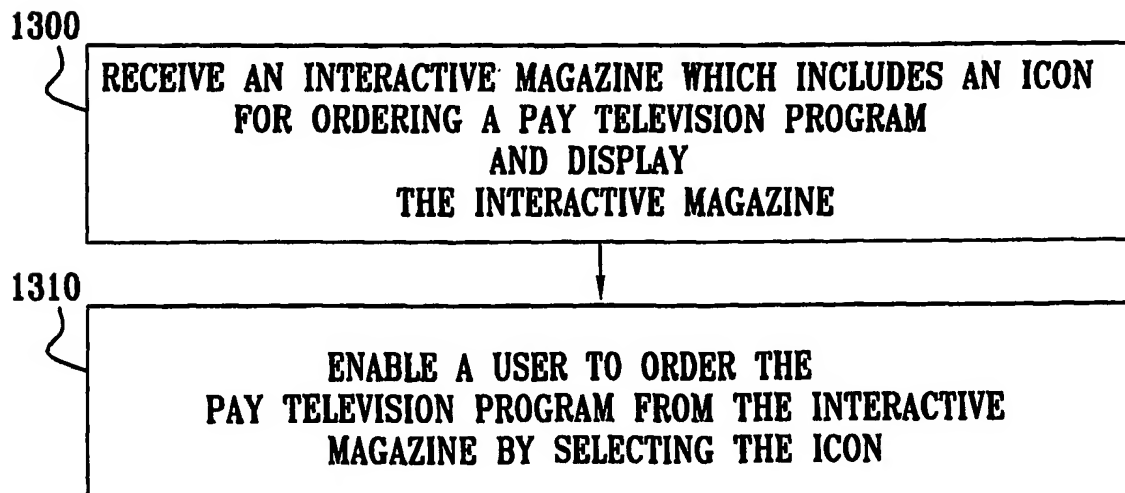 1300
RECEIVE AN INTERACTIVE MAGAZINE WHICH INCLUDES AN ICON
FOR ORDERING A PAY TELEVISION PROGRAM
AND DISPLAY
THE INTERACTIVE MAGAZINE
1310
ENABLE A USER TO ORDER THE
PAY TELEVISION PROGRAM FROM THE INTERACTIVE
MAGAZINE BY SELECTING THE ICON